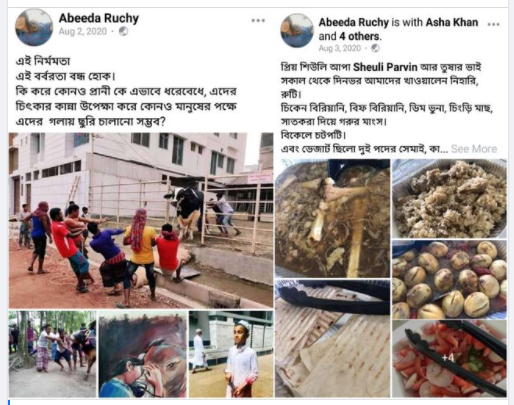 Abeeda Ruchy
Aug 2, 2020
এই নির্মমতা
এই বর্বরতা বন্ধ হোক।
কি করে কোনও প্রানী কে এভাবে ধরেবেধে, এদের
চিৎকার কান্না উপেক্ষা করে কোনও মানুষের পক্ষে
এদের গলায় ছুরি চালানো সম্ভব?
Abeeda Ruchy is with Asha Khan
and 4 others.
Aug 3, 2020
প্রিয় শিউলি আপা Sheuli Parvin আর তুষার ভাই
সকাল থেকে দিনভর আমাদের খাওয়ালেন নিহারি,
রুটি।
চিকেন বিরিয়ানি, বিফ বিরিয়ানি, ডিম ভুনা, চিংড়ি মাছ,
সাতকরা দিয়ে গরুর মাংস।
বিকেলে চটপটি।
এবং ডেজার্ট ছিলো দুই পদের সেমাই, কা... See More
+4